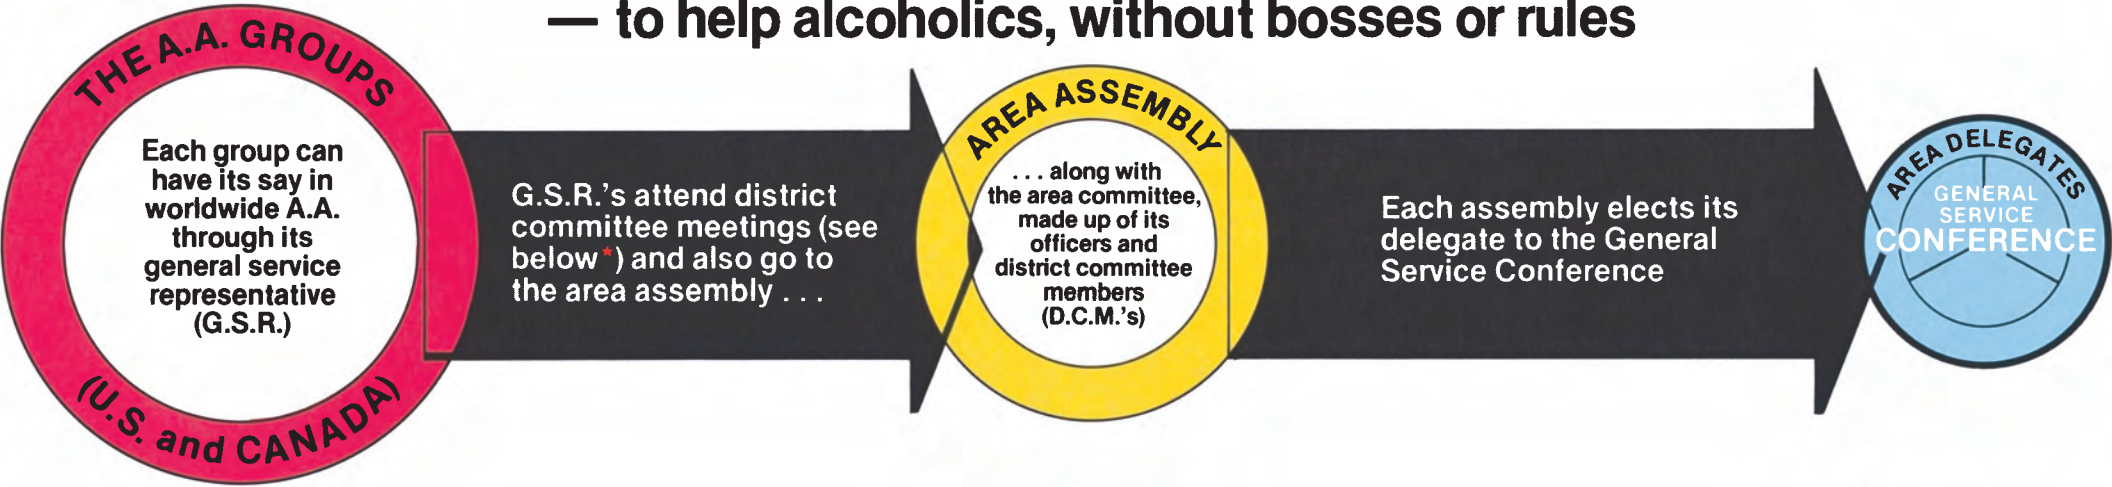 — to help alcoholics, without bosses or rules
THE A.A. GROUPS
Each group can
have its say in
worldwide A.A.
through its
general service
representative
(G.S.R.)
(U.S. and CANADA)
G.S.R.'s attend district
committee meetings (see
below*) and also go to
the area assembly . . .
AREA ASSEMBLY
. . . along with
the area committee,
made up of its
officers and
district committee
members
(D.C.M.'s)
Each assembly elects its
delegate to the General
Service Conference
AREA DELEGATES
GENERAL
SERVICE
CONFERENCE